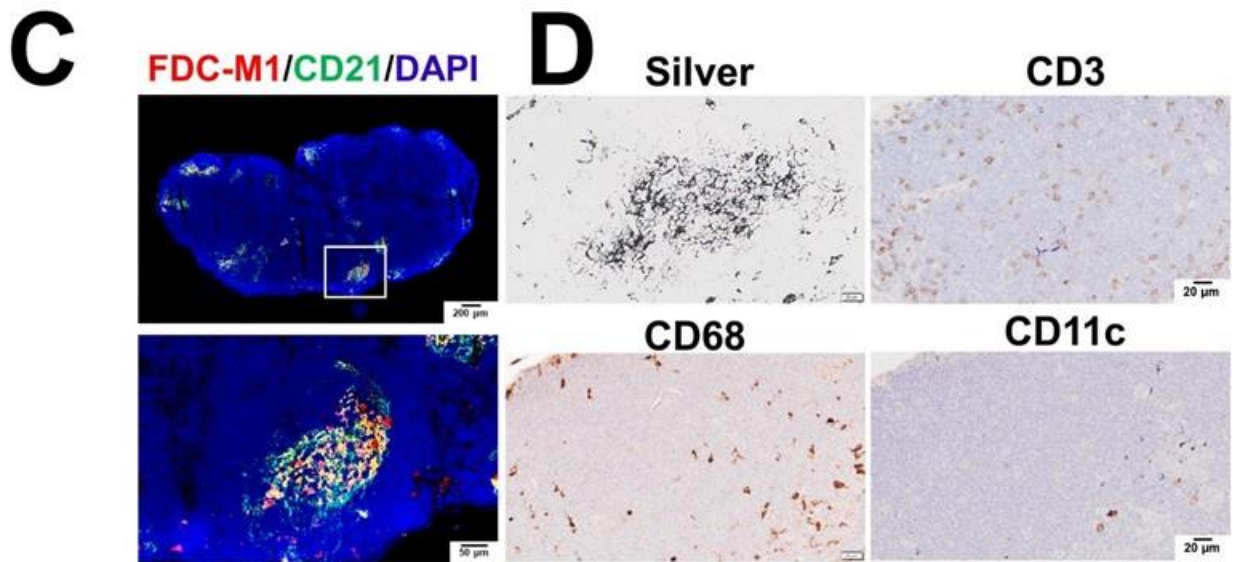 C
FDC-M1/CD21/DAPI
200 μm
50 μm
D
Silver
CD3
20 μm
CD68
CD11c
20 μm